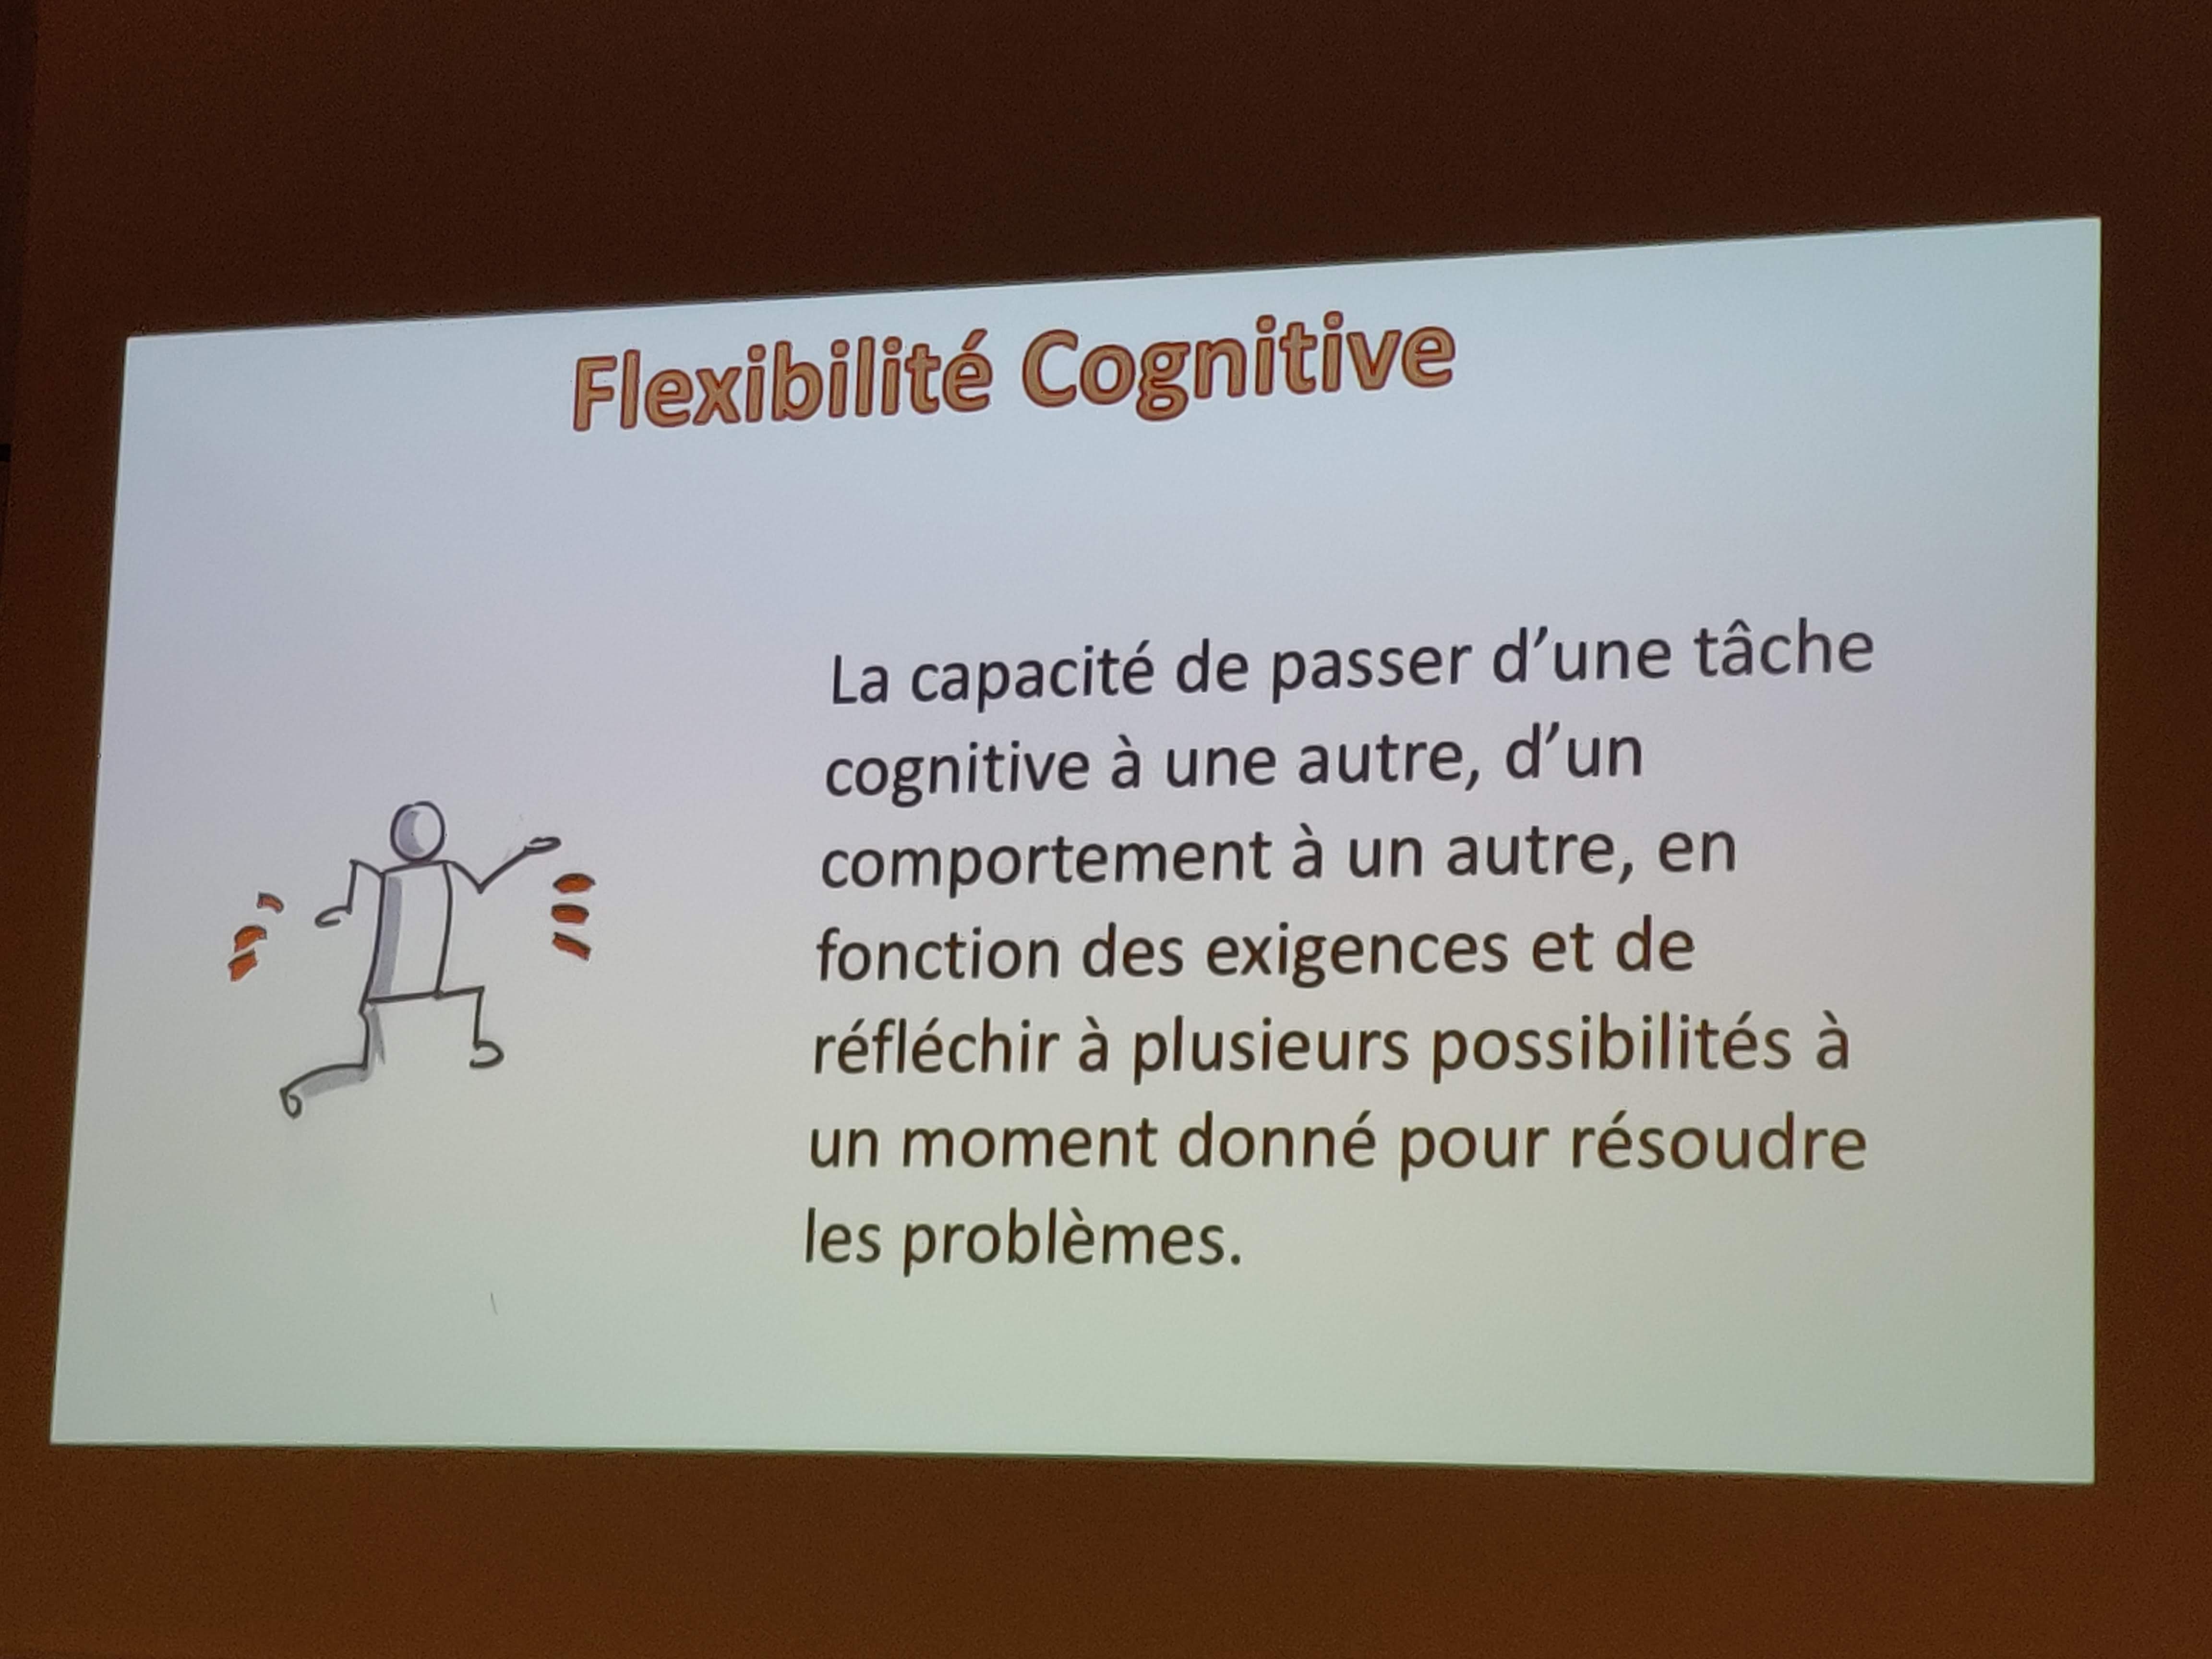 Flexibilité Cognitive
La capacité de passer d’une tâche
cognitive à une autre, d’un
comportement à un autre, en
fonction des exigences et de
réfléchir à plusieurs possibilités à
un moment donné pour résoudre
les problèmes.